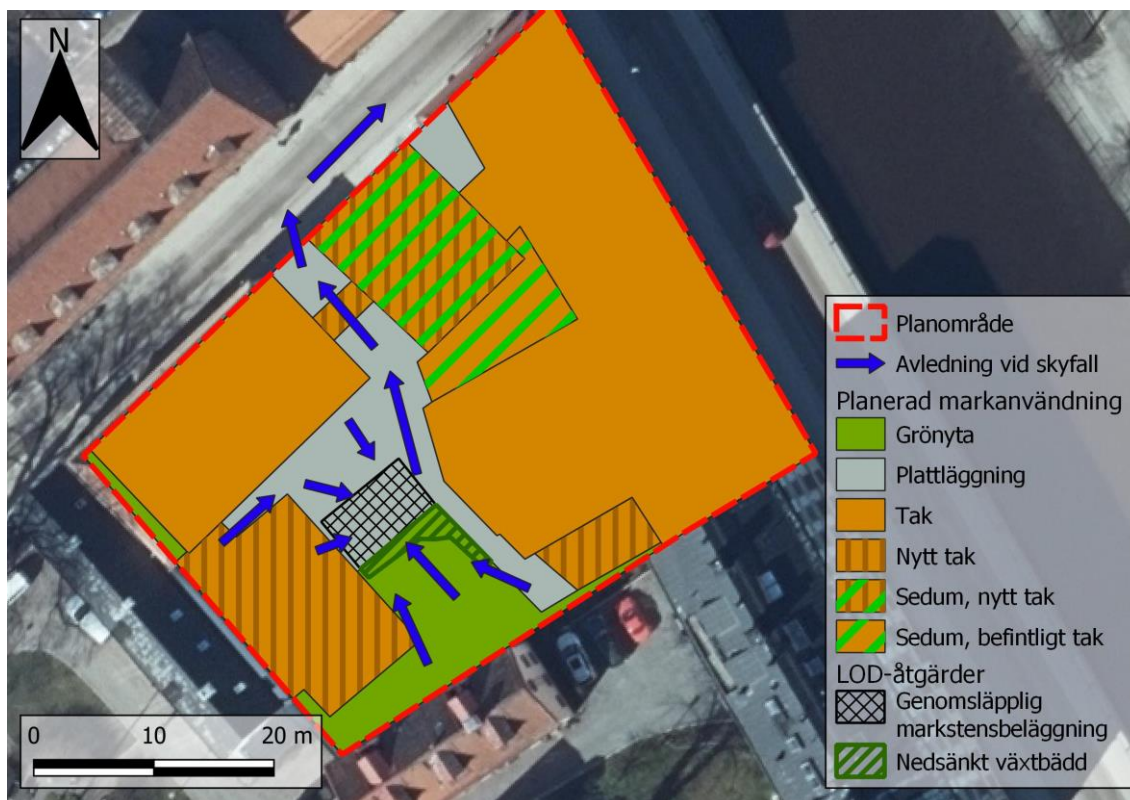 N
Planområde
Avledning vid skyfall
Planerad markanvändning
Grönyta
Plattläggning
Tak
Nytt tak
Sedum, nytt tak
Sedum, befintligt tak
LOD-åtgärder
Genomsläpplig
markstensbeläggning
Nedsänkt växtbädd
0 10 20 m